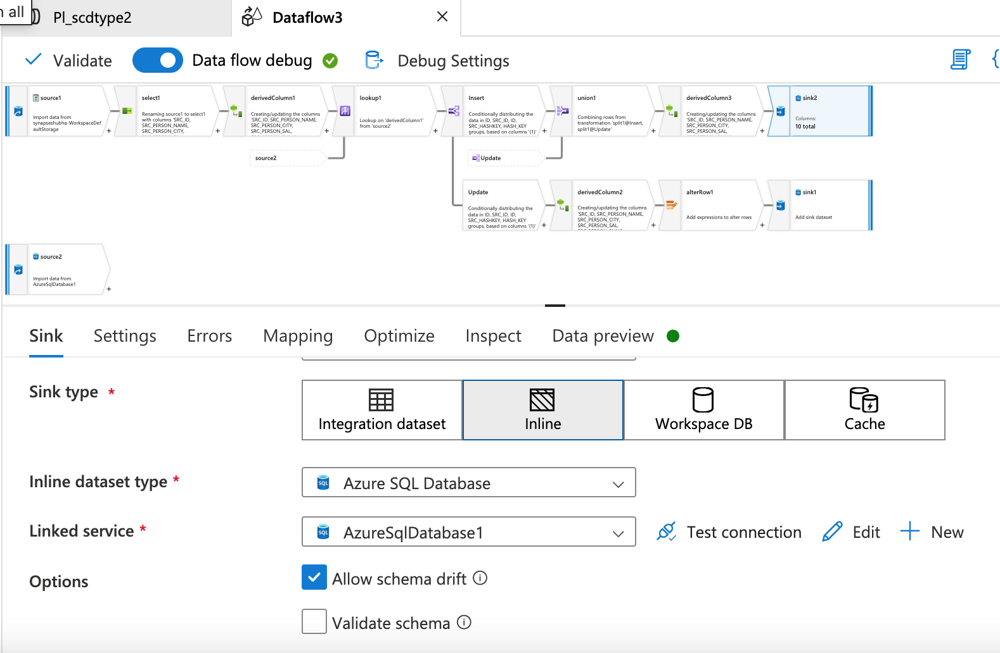 n all
Pl_scdtype2
Dataflow3
Validate
Data flow debug
Debug Settings
source1
Import data from
synapseshubha-WorkspaceDef
aultStorage
+
select1
Renaming source1 to select1
with columns 'SRC_ID,
SRC_PERSON_NAME,
SRC_PERSON_CITY,
+
derivedColumn1
Creating/updating the columns
'SRC_ID, SRC_PERSON_NAME,
SRC_PERSON_CITY,
SRC_PERSON_SAL,
+
lookup1
Lookup on 'derivedColumn1'
from 'source2'
+
Insert
Conditionally distributing the
data in ID, SRC_ID, ID,
SRC_HASHKEY, HASH_KEY
groups, based on columns '{1}'
+
union1
Combining rows from
transformation 'split1@Insert,
split1@Update'
+
derivedColumn3
Creating/updating the columns
'SRC_ID, SRC_PERSON_NAME,
SRC_PERSON_CITY,
SRC_PERSON_SAL,
+
sink2
Columns:
10 total
source2
Update
Update
Conditionally distributing the
data in ID, SRC_ID, ID,
SRC_HASHKEY, HASH_KEY
groups, based on columns '{1}'
+
derivedColumn2
Creating/updating the columns
'SRC_ID, SRC_PERSON_NAME,
SRC_PERSON_CITY,
SRC_PERSON_SAL,
+
alterRow1
Add expressions to alter rows
+
sink1
Add sink dataset
source2
Import data from
AzureSqlDatabase1
+
Sink
Settings
Errors
Mapping
Optimize
Inspect
Data preview
Sink type *
Integration dataset
Inline
Workspace DB
Cache
Inline dataset type *
SQL
Azure SQL Database
Linked service *
SQL
AzureSqlDatabase1
Test connection
Edit
New
Options
Allow schema drift
Validate schema